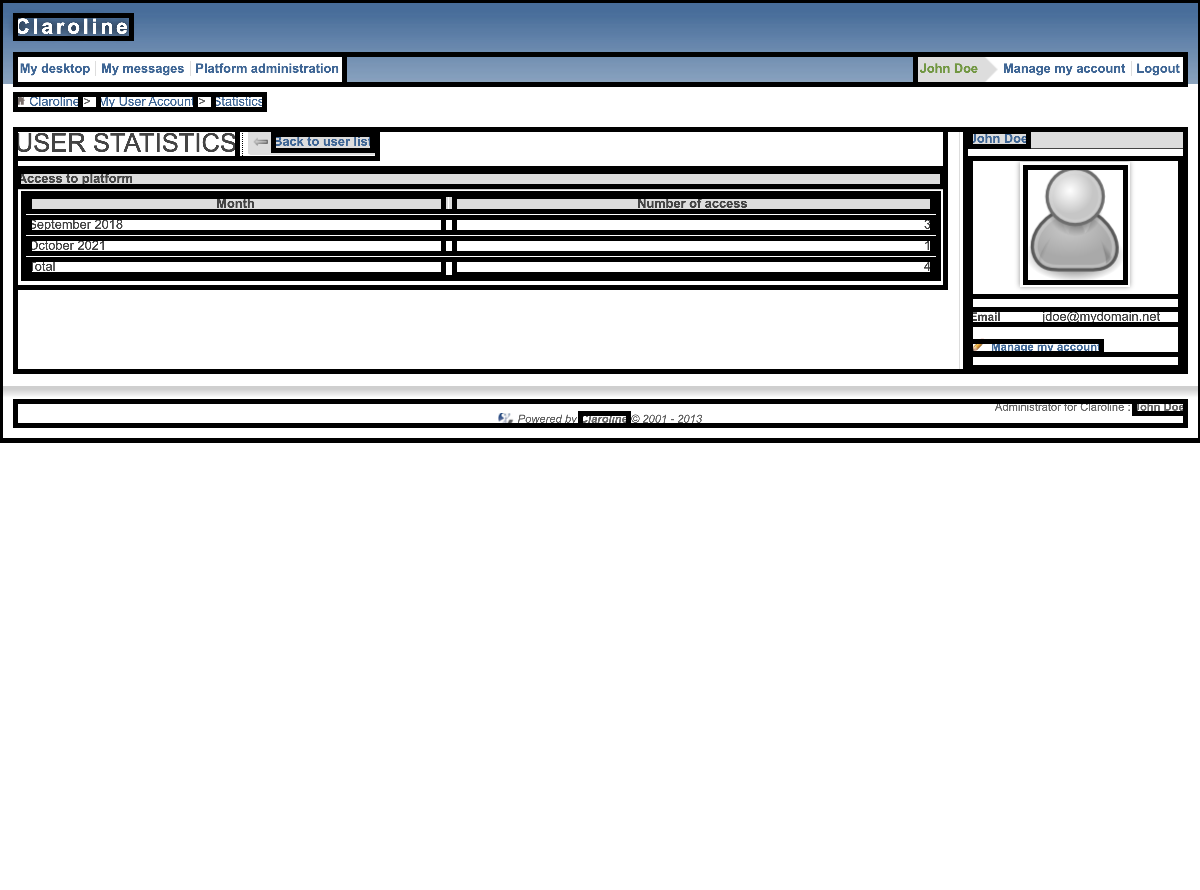 Claroline
My desktop My messages Platform administration John Doe Manage my account Logout
Claroline > My User Account > Statistics
USER STATISTICS Back to user list
John Doe
Access to platform
Month Number of access
September 2018 3
October 2021 1
Total 4
Email jdoe@mydomain.net
Manage my account
Administrator for Claroline : John Doe
Powered by Claroline © 2001 - 2013